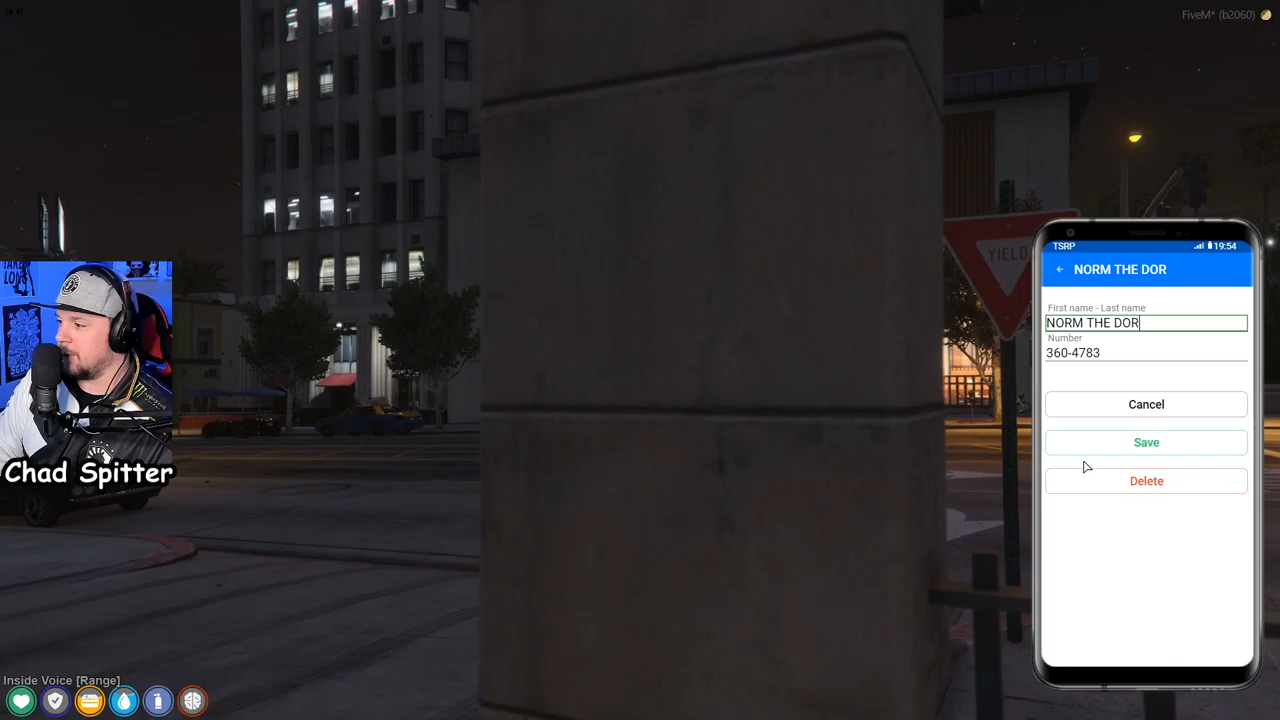 FiveM* (b2060)
YIELD
TSRP
19:54
NORM THE DOR
First name - Last name
NORM THE DOR
Number
360-4783
Cancel
Save
Delete
Chad Spitter
Inside Voice [Range]